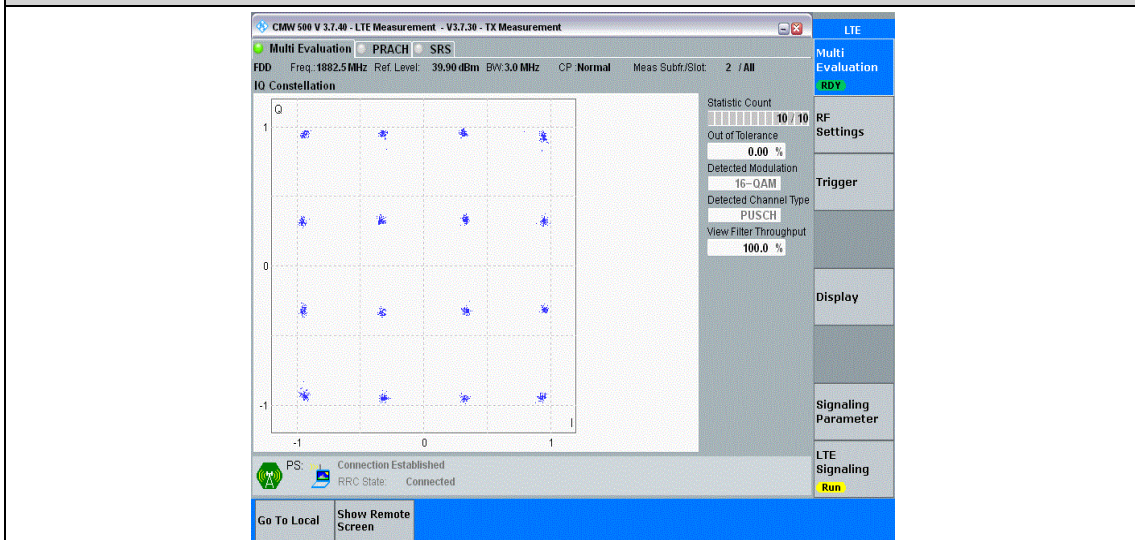 CMW 500 V 3.7.40 - LTE Measurement - V3.7.30 - TX Measurement
LTE
Multi Evaluation PRACH SRS
FDD Freq.:1882.5 MHz Ref. Level: 39.90 dBm BW:3.0 MHz CP :Normal Meas Subfr./Slot: 2 / All
IQ Constellation
Q
1
0
-1
-1
0
1
I
Statistic Count
10 / 10
Out of Tolerance
0.00 %
Detected Modulation
16-QAM
Detected Channel Type
PUSCH
View Filter Throughput
100.0 %
Multi
Evaluation
RDY
RF
Settings
Trigger
Display
Signaling
Parameter
LTE
Signaling
Run
PS: Connection Established
RRC State: Connected
Go To Local
Show Remote
Screen